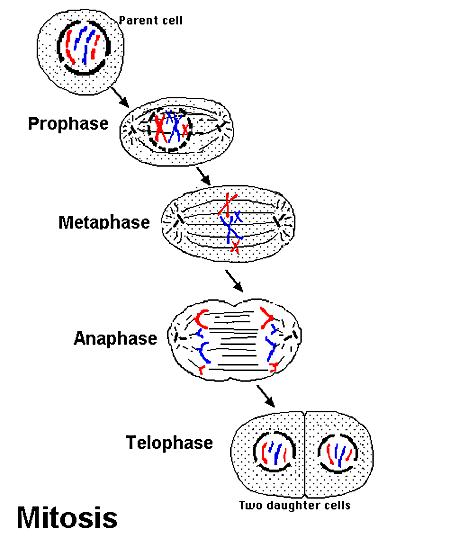 Parent cell
Prophase
Metaphase
Anaphase
Telophase
Two daughter cells
Mitosis